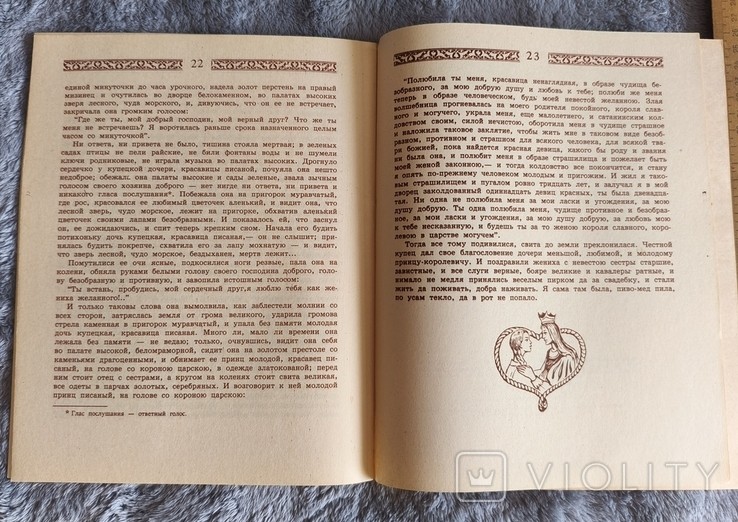 22
единой минуточки до часа урочного, надела золот перстень на правый
мизинец и очутилась во дворце белокаменном, во палатах высоких
зверя лесного, чуда морского, и, дивуючись, что он ее не встречает,
закричала она громким голосом:
"Где же ты, мой добрый господин, мой верный друг? Что же ты
меня не встречаешь? Я воротилась раньше срока назначенного целым
часом со минуточкой".
Ни ответа, ни привета не было, тишина стояла мертвая; в зеленых
садах птицы не пели райские, не били фонтаны воды и не шумели
ключи родниковые, не играла музыка во палатах высоких. Дрогнуло
сердечко у купецкой дочери, красавицы писаной, почуяла она нешто
недоброе; обежала она палаты высокие и сады зеленые, звала зычным
голосом своего хозяина доброго — нет нигде ни ответа, ни привета и
никакого гласа послушания*. Побежала она на пригорок муравчатый,
где рос, красовался ее любимый цветочек аленький, и видит она, что
лесной зверь, чудо морское, лежит на пригорке, обхватив аленький
цветочек своими лапами безобразными. И показалось ей, что заснул
он, ее дожидаючись, и спит теперь крепким сном. Начала его будить
потихоньку дочь купецкая, красавица писаная,— он не слышит; при-
нялась будить покрепче, схватила его за лапу мохнатую — и видит,
что зверь лесной, чудо морское, бездыханен, мертв лежит...
Помутилися ее очи ясные, подкосилися ноги резвые, пала она на
колени, обняла руками белыми голову своего господина доброго, голо-
ву безобразную и противную, и завопила истошным голосом:
"Ты встань, пробудись, мой сердечный друг,я люблю тебя как же-
ниха желанного!.."
И только таковы слова она вымолвила, как заблестели молнии со
всех сторон, затряслась земля от грома великого, ударила громова
стрела каменная в пригорок муравчатый, и упала без памяти молодая
дочь купецкая, красавица писаная. Много ли, мало ли времени она
лежала без памяти — не ведаю; только, очнувшись, видит она себя
во палате высокой, беломраморной, сидит она на золотом престоле со
каменьями драгоценными, и обнимает ее принц молодой, красавец пи-
саный, на голове со короною царскою, в одежде златокованой; перед
ним стоит отец с сестрами, а кругом на коленях стоит свита великая,
все одеты в парчах золотых, серебряных. И возговорит к ней молодой
принц писаный, на голове со короною царскою:
* Глас послушания — ответный голос.
23
"Полюбила ты меня, красавица ненаглядная, в образе чудища бе-
зобразного, за мою добрую душу и любовь к тебе; полюби же меня
теперь в образе человеческом, будь моей невестой желанною. Злая
волшебница прогневалась на моего родителя покойного, короля слав-
ного и могучего, украла меня, еще малолетнего, и сатанинским кол-
довством своим, силой нечистою, оборотила меня в чудище страшное
и наложила таковое заклятие, чтобы жить мне в таковом виде безоб-
разном, противном и страшном для всякого человека, для всякой тва-
ри божией, пока найдется красная девица, какого бы роду и звания
ни была она, и полюбит меня в образе страшилища и пожелает быть
моей женой законною,— и тогда колдовство все покончится, и стану я
опять по-прежнему человеком молодым и пригожим. И жил я таким
страшилищем и пугалом ровно тридцать лет, и залучал я в мой
дворец заколдованный одиннадцать девиц красных, ты была двенадца-
тая. Ни одна не полюбила меня за ласки и угождения, за мою
душу добрую. Ты одна полюбила меня, чудище противное и безобраз-
ное, за мои ласки и угождения, за мою душу добрую, за любовь мою
к тебе несказанную, и будешь ты за то женою короля славного, коро-
левою в царстве могучем".
Тогда все тому подивилися, свита до земли преклонилася. Честной
купец дал свое благословение дочери меньшой, любимой, и молодому
принцу-королевичу. И поздравили жениха с невестою сестры старшие,
завистные, и все слуги верные, бояре великие и кавалеры ратные, и
нимало не медля принялись веселым пирком да за свадебку, и стали
жить да поживать, добра наживать. Я сама там была, пиво-мед пила,
по усам текло, да в рот не попало.
VIOLITY